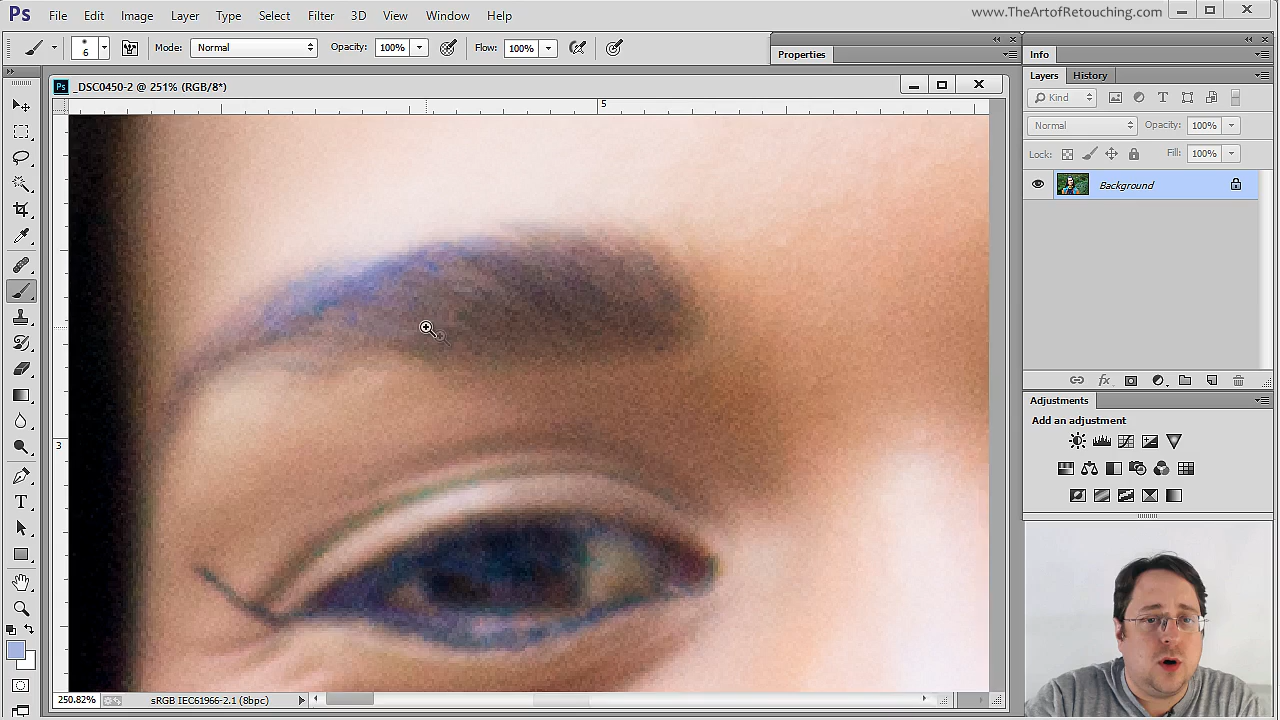 Ps File Edit Image Layer Type Select Filter 3D View Window Help www.TheArtofRetouching.com
6 Mode: Normal Opacity: 100% Flow: 100%
Properties
Info
Layers History
_DSC0450-2 @ 251% (RGB/8*)
Kind
Normal Opacity: 100%
Lock: Fill: 100%
Background
5
3
Adjustments
Add an adjustment
250.82% sRGB IEC61966-2.1 (8bpc)